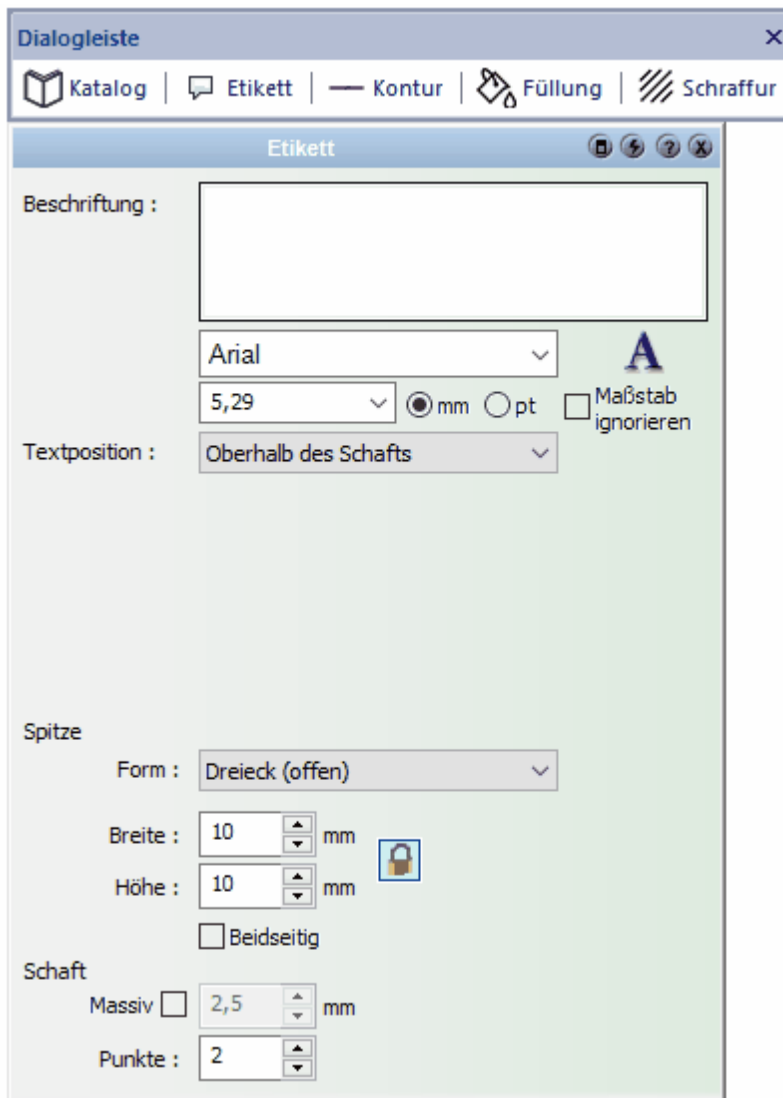 Dialogleiste
Katalog | Etikett | Kontur | Füllung | Schraffur
Etikett
Beschriftung :
Arial
5,29 mm pt Maßstab ignorieren
Textposition : Oberhalb des Schafts
Spitze
Form : Dreieck (offen)
Breite : 10 mm
Höhe : 10 mm
Beidseitig
Schaft
Massiv 2,5 mm
Punkte : 2